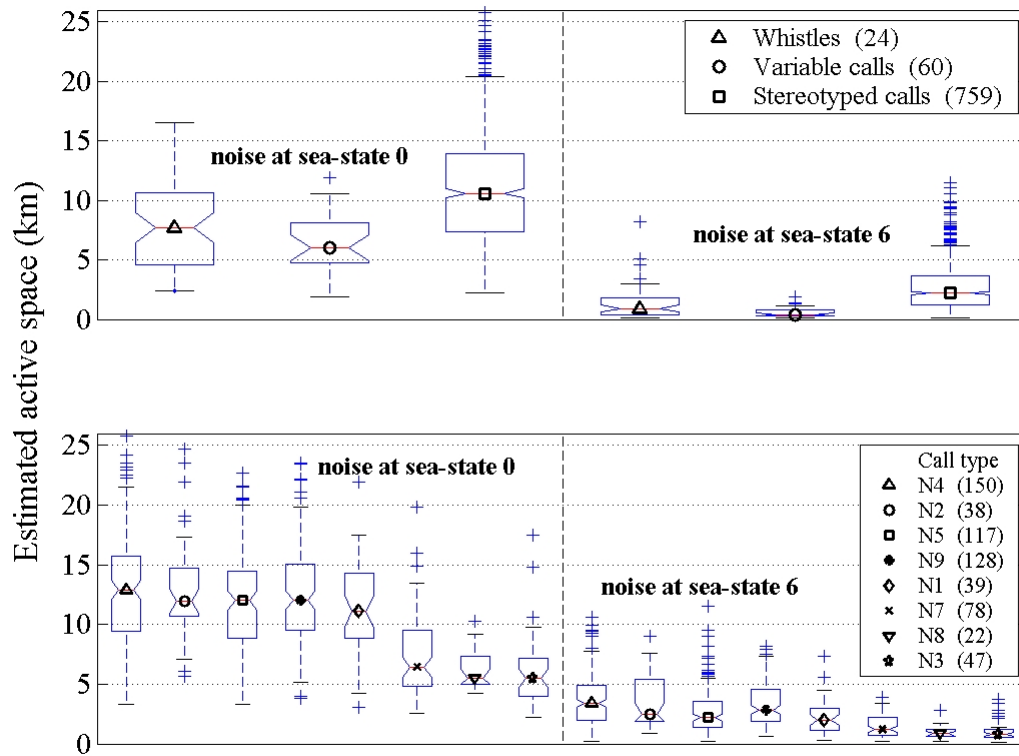 25
20
15
10
5
0
noise at sea-state 0
noise at sea-state 6
Whistles (24)
Variable calls (60)
Stereotyped calls (759)
Estimated active space (km)
25
20
15
10
5
0
noise at sea-state 0
noise at sea-state 6
Call type
N4 (150)
N2 (38)
N5 (117)
N9 (128)
N1 (39)
N7 (78)
N8 (22)
N3 (47)